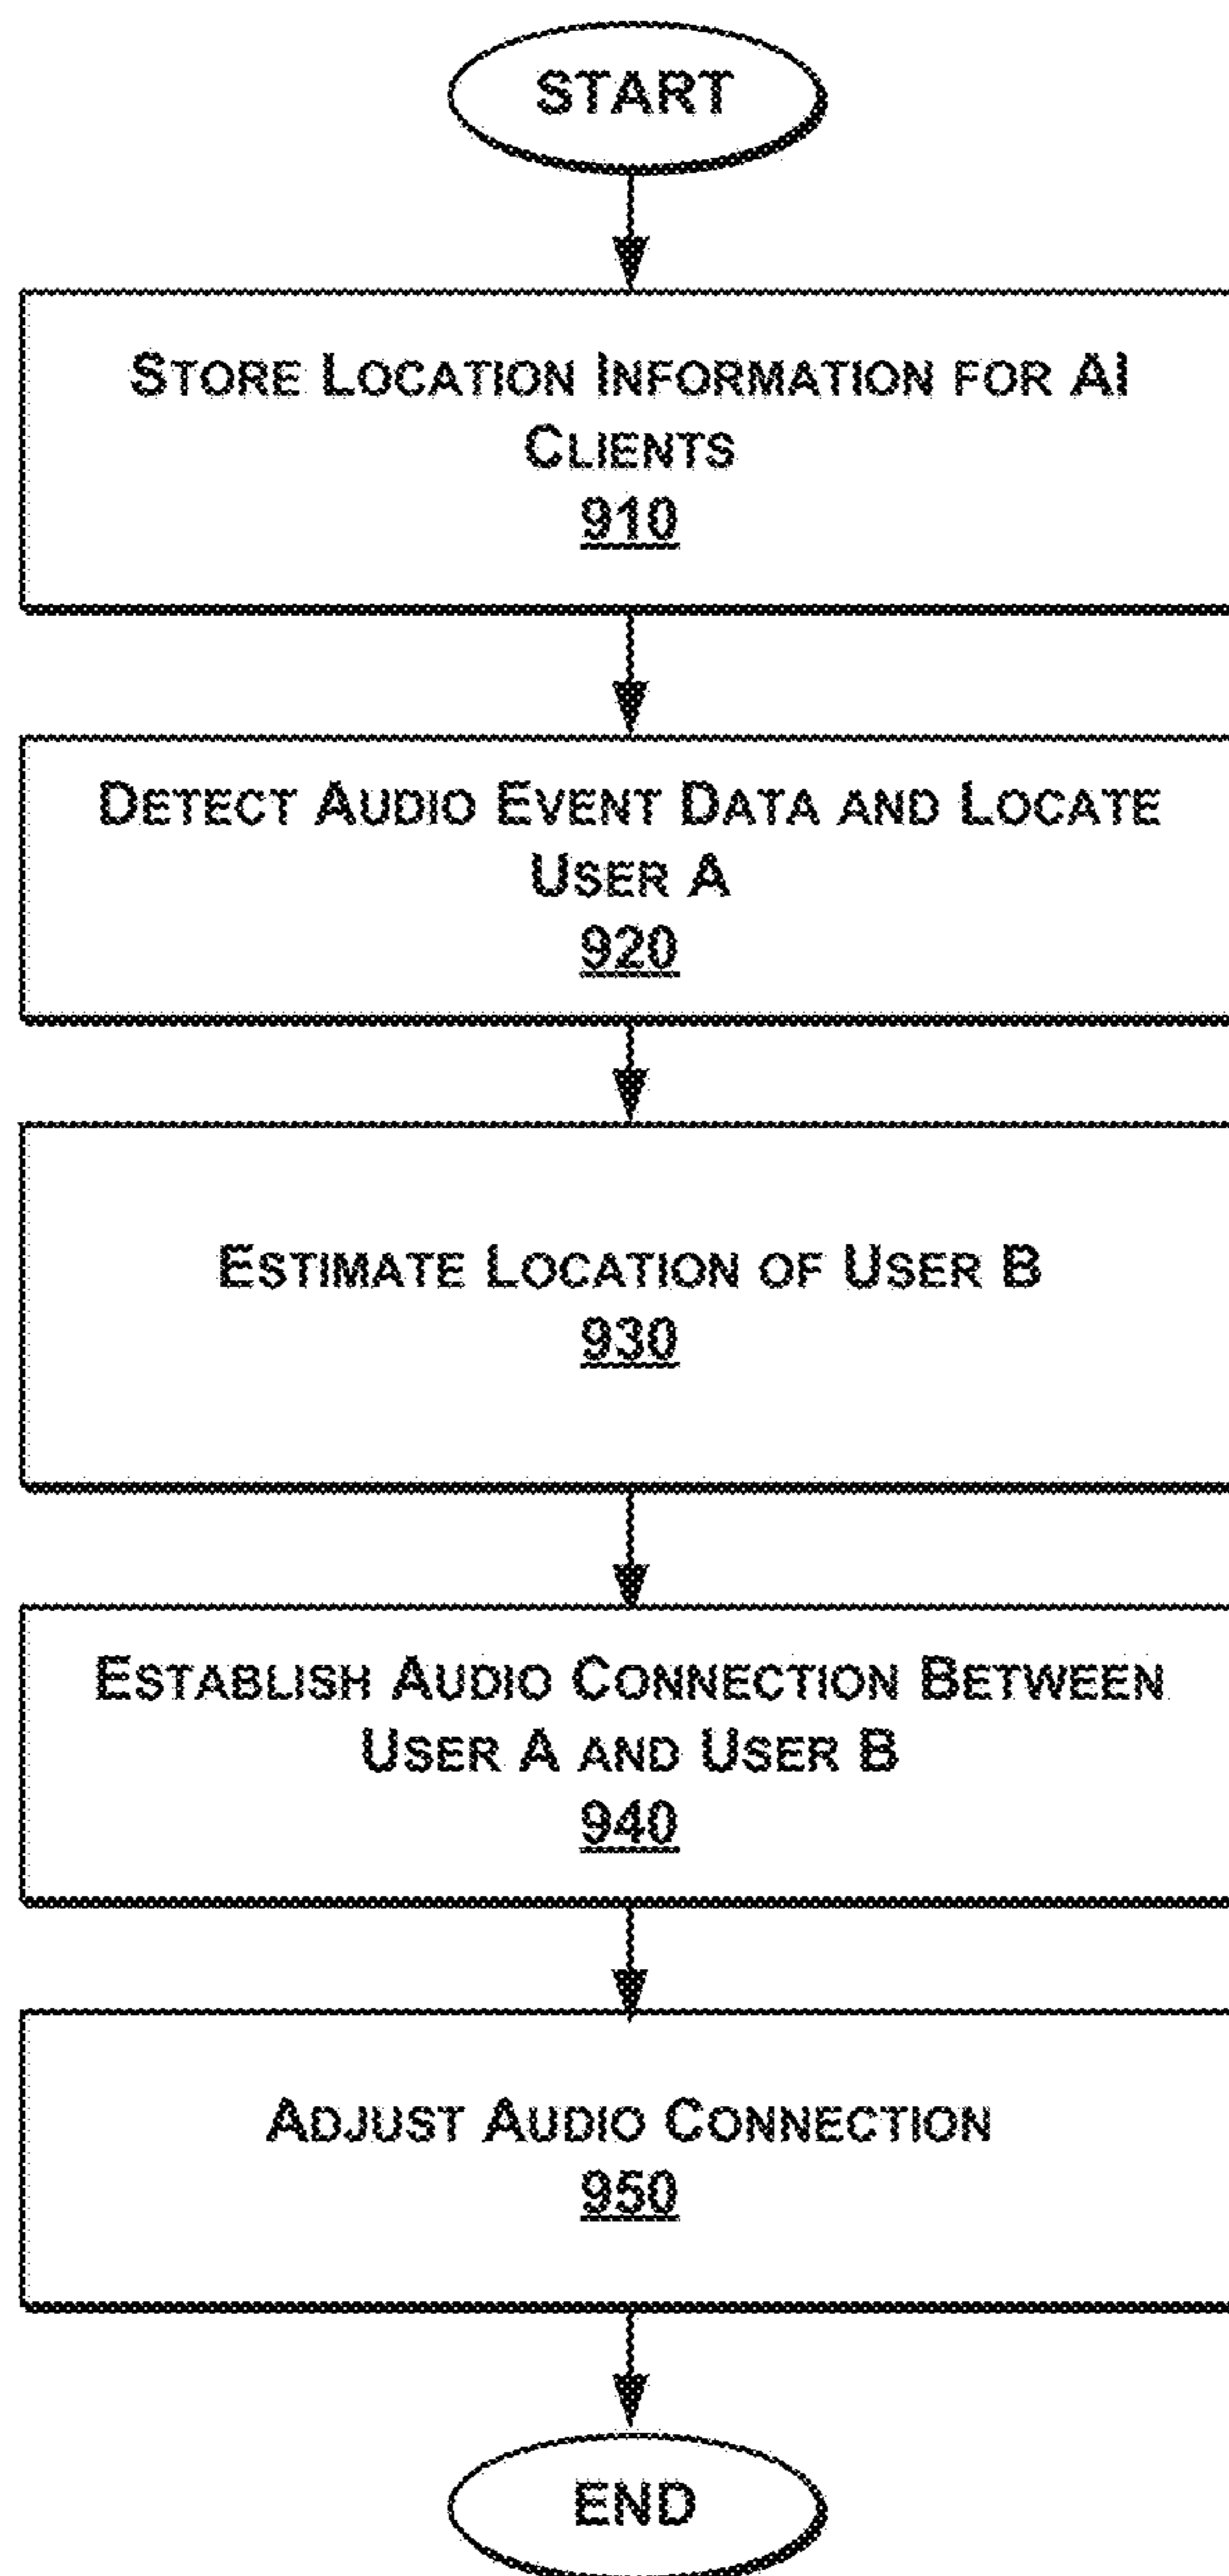 START
STORE LOCATION INFORMATION FOR AI
CLIENTS
910
DETECT AUDIO EVENT DATA AND LOCATE
USER A
920
ESTIMATE LOCATION OF USER B
930
ESTABLISH AUDIO CONNECTION BETWEEN
USER A AND USER B
940
ADJUST AUDIO CONNECTION
950
END